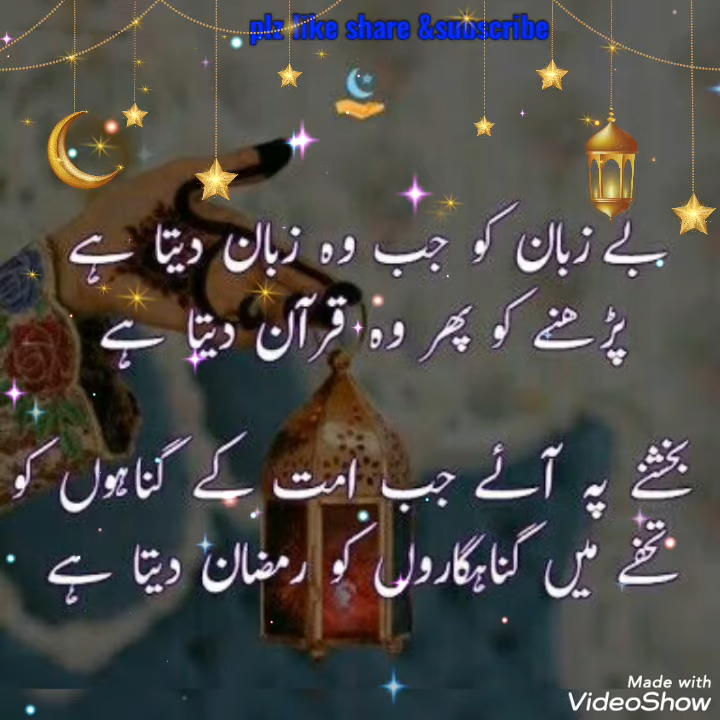 plz like share &subscribe
بے زبان کو جب وہ زبان دیتا ہے
پڑھنے کو پھر وہ قرآن دیتا ہے
بخشنے پہ آئے جب امت کے گناہوں کو
تحفے میں گناہگاروں کو رمضان دیتا ہے
Made with
VideoShow